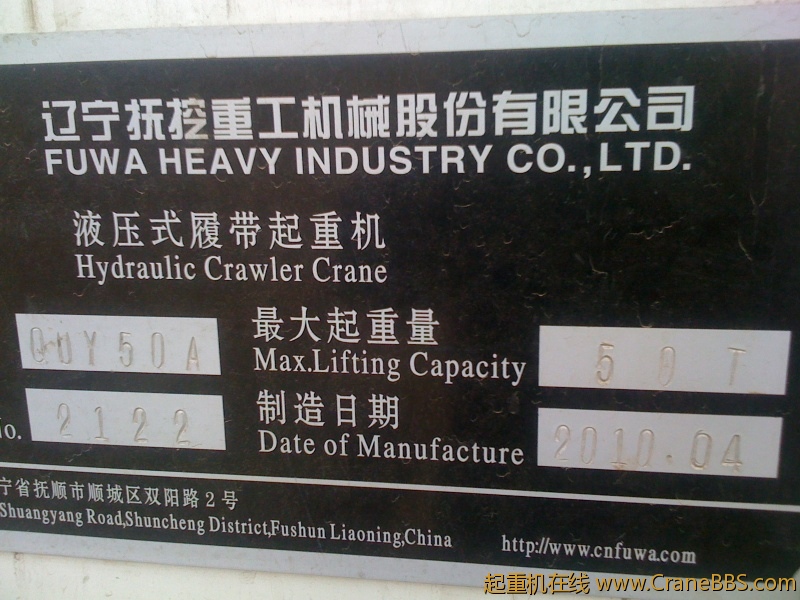 辽宁抚挖重工机械股份有限公司
FUWA HEAVY INDUSTRY CO.,LTD.
液压式履带起重机
Hydraulic Crawler Crane
QUY50A
最大起重量
Max.Lifting Capacity
50T
No.
2122
制造日期
Date of Manufacture
2010.04
宁省抚顺市顺城区双阳路2号
Shuangyang Road,Shuncheng District,Fushun Liaoning,China
http://www.cnfuwa.com
起重机在线 www.CraneBBS.com